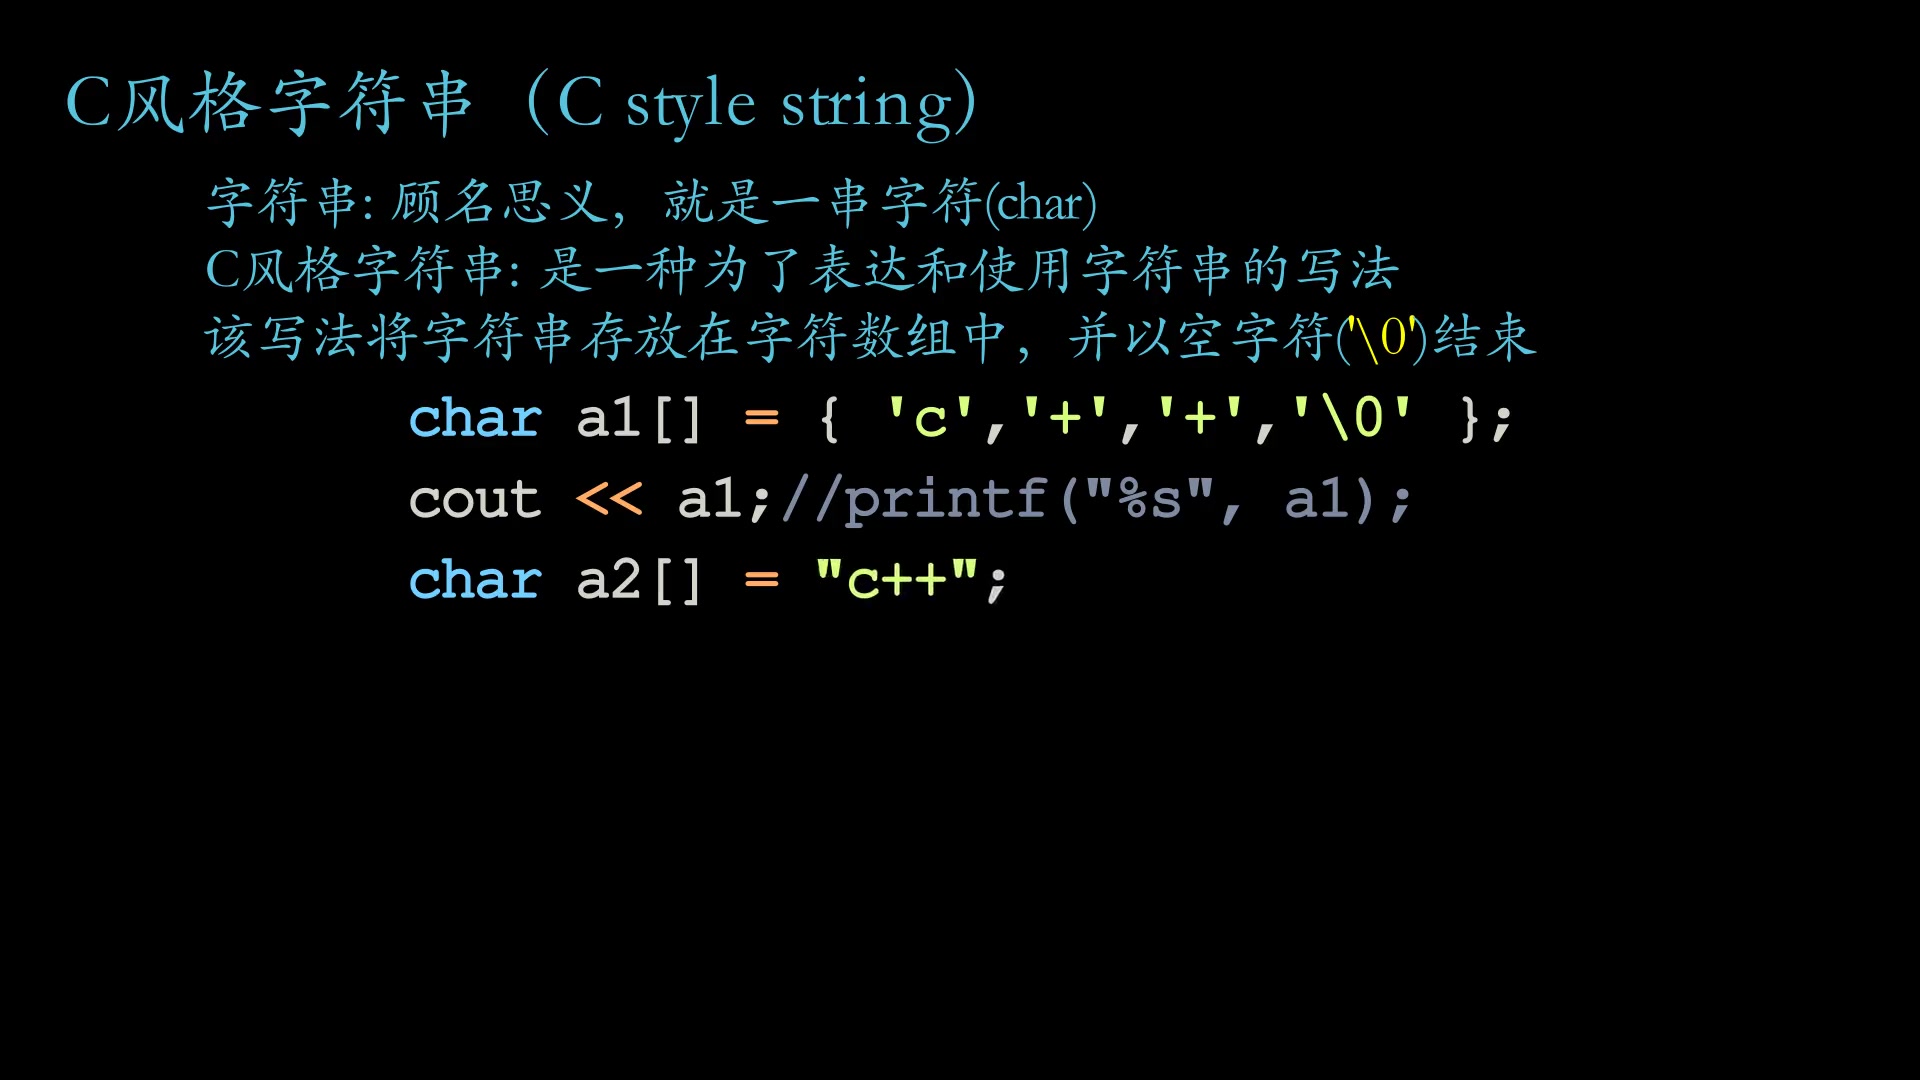 C风格字符串（C style string）
字符串: 顾名思义，就是一串字符(char)
C风格字符串: 是一种为了表达和使用字符串的写法
该写法将字符串存放在字符数组中，并以空字符('\0')结束
char a1[] = { 'c','+','+','\0' };
cout << a1;//printf("%s", a1);
char a2[] = "c++";